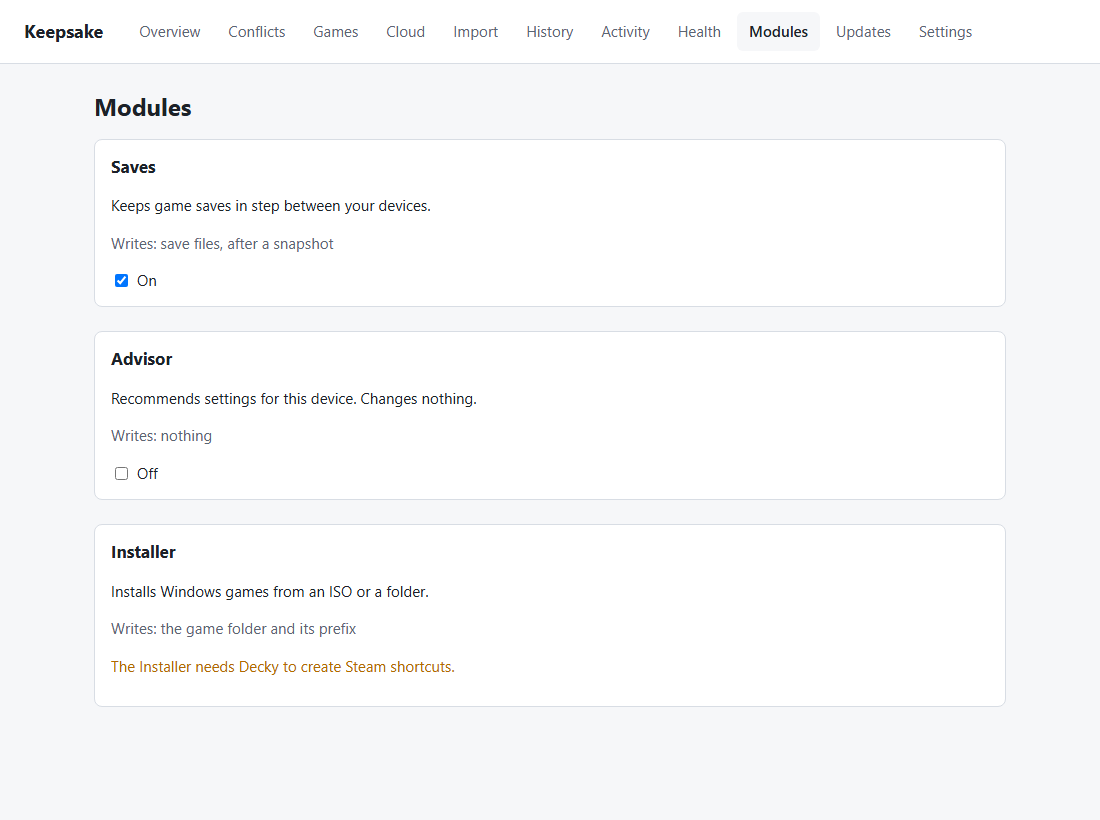 Keepsake Overview Conflicts Games Cloud Import History Activity Health Modules Updates Settings
Modules
Saves
Keeps game saves in step between your devices.
Writes: save files, after a snapshot
On
Advisor
Recommends settings for this device. Changes nothing.
Writes: nothing
Off
Installer
Installs Windows games from an ISO or a folder.
Writes: the game folder and its prefix
The Installer needs Decky to create Steam shortcuts.